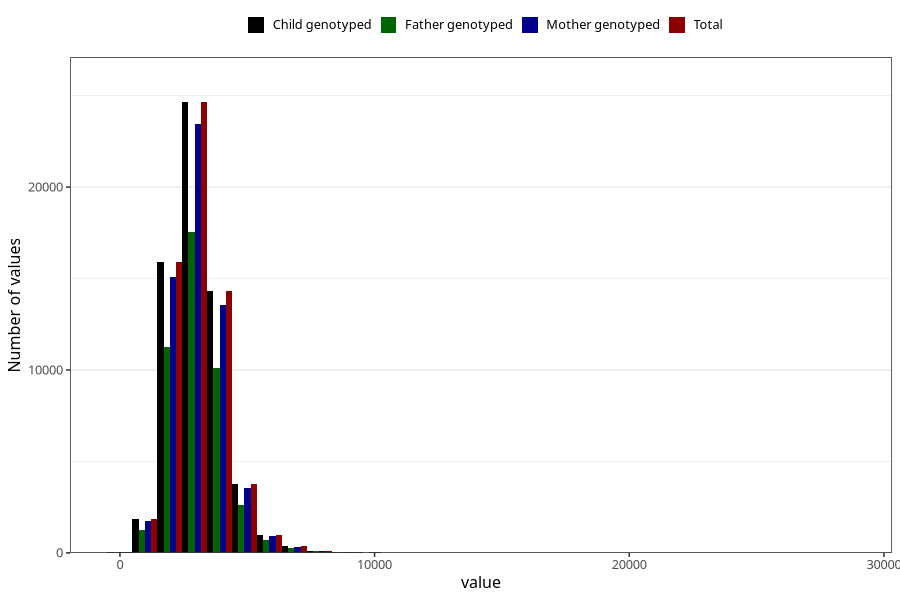 Child genotyped Father genotyped Mother genotyped Total
Number of values
20000
10000
0
0 10000 20000 30000
value